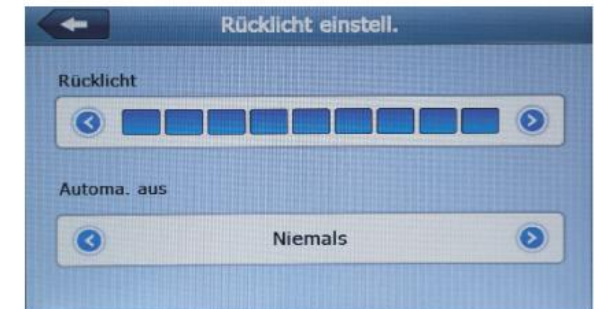 Rücklicht einstell.
Rücklicht
Automa. aus
Niemals